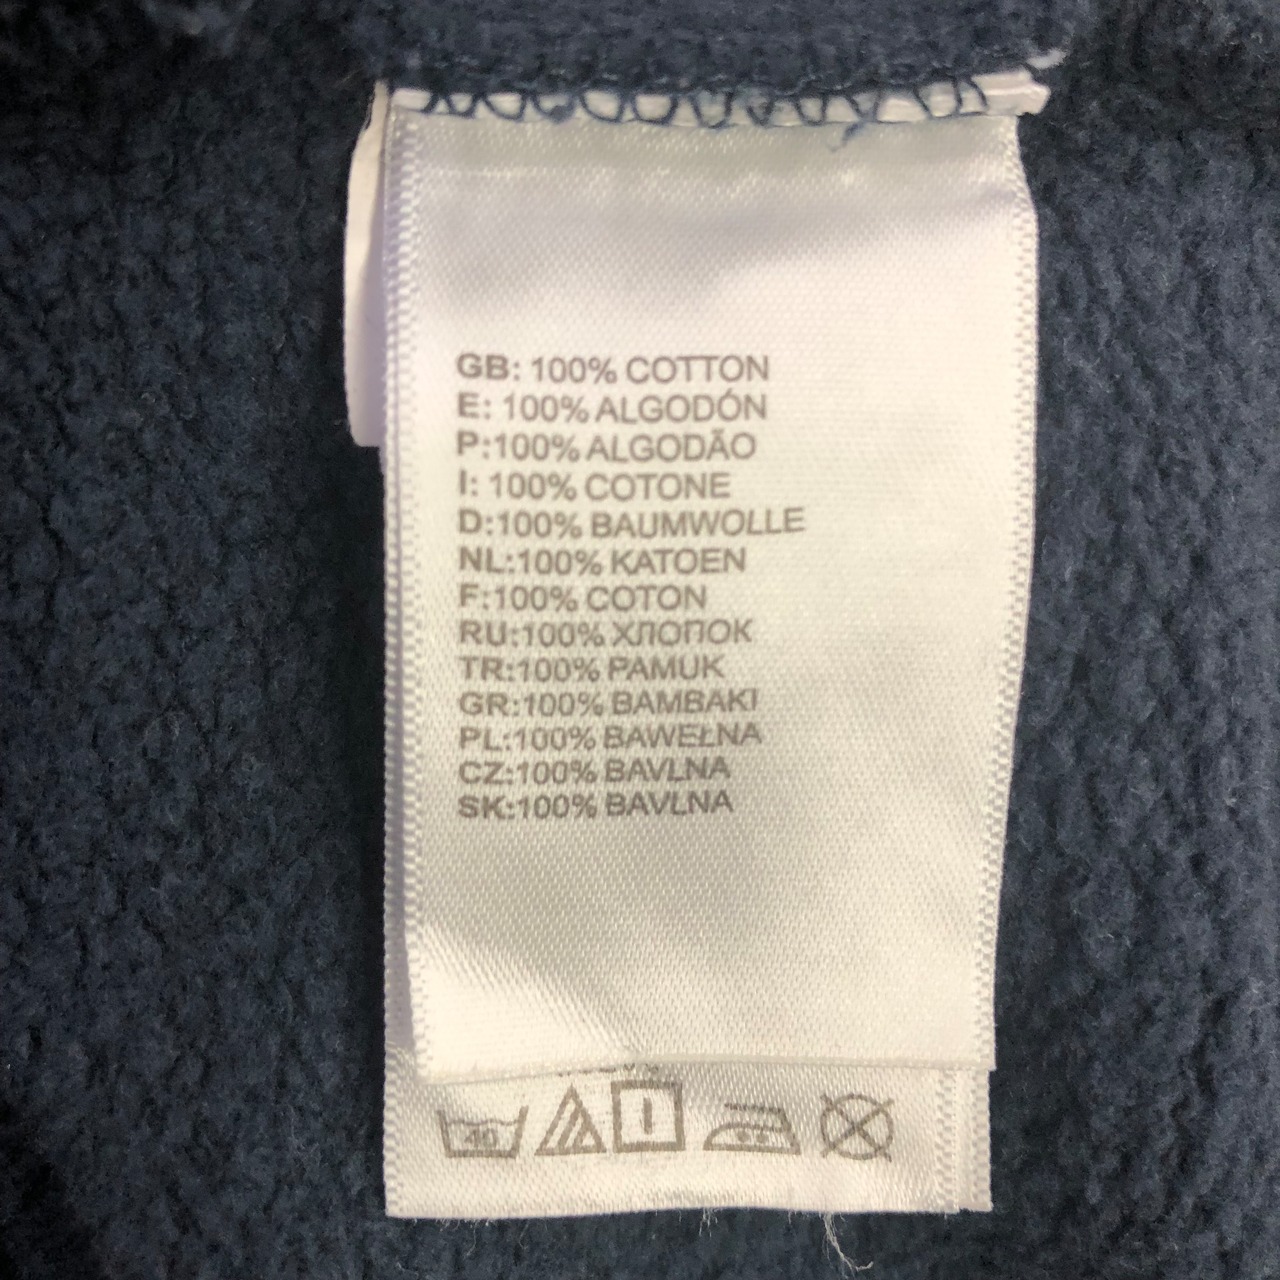 GB: 100% COTTON
E: 100% ALGODÓN
P:100% ALGODÃO
I: 100% COTONE
D:100% BAUMWOLLE
NL:100% KATOEN
F:100% COTON
RU:100% ХЛОПОК
TR:100% PAMUK
GR:100% BAMBAKI
PL:100% BAWEŁNA
CZ:100% BAVLNA
SK:100% BAVLNA
40